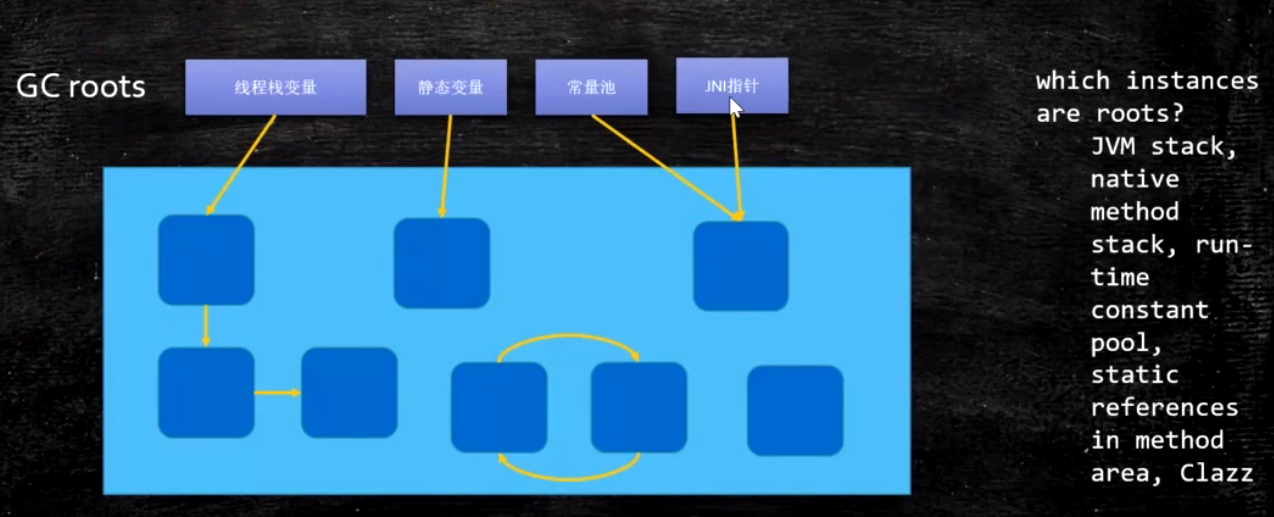 GC roots
线程栈变量
静态变量
常量池
JNI指针
which instances
are roots?
JVM stack,
native
method
stack, run-
time
constant
pool,
static
references
in method
area, Clazz